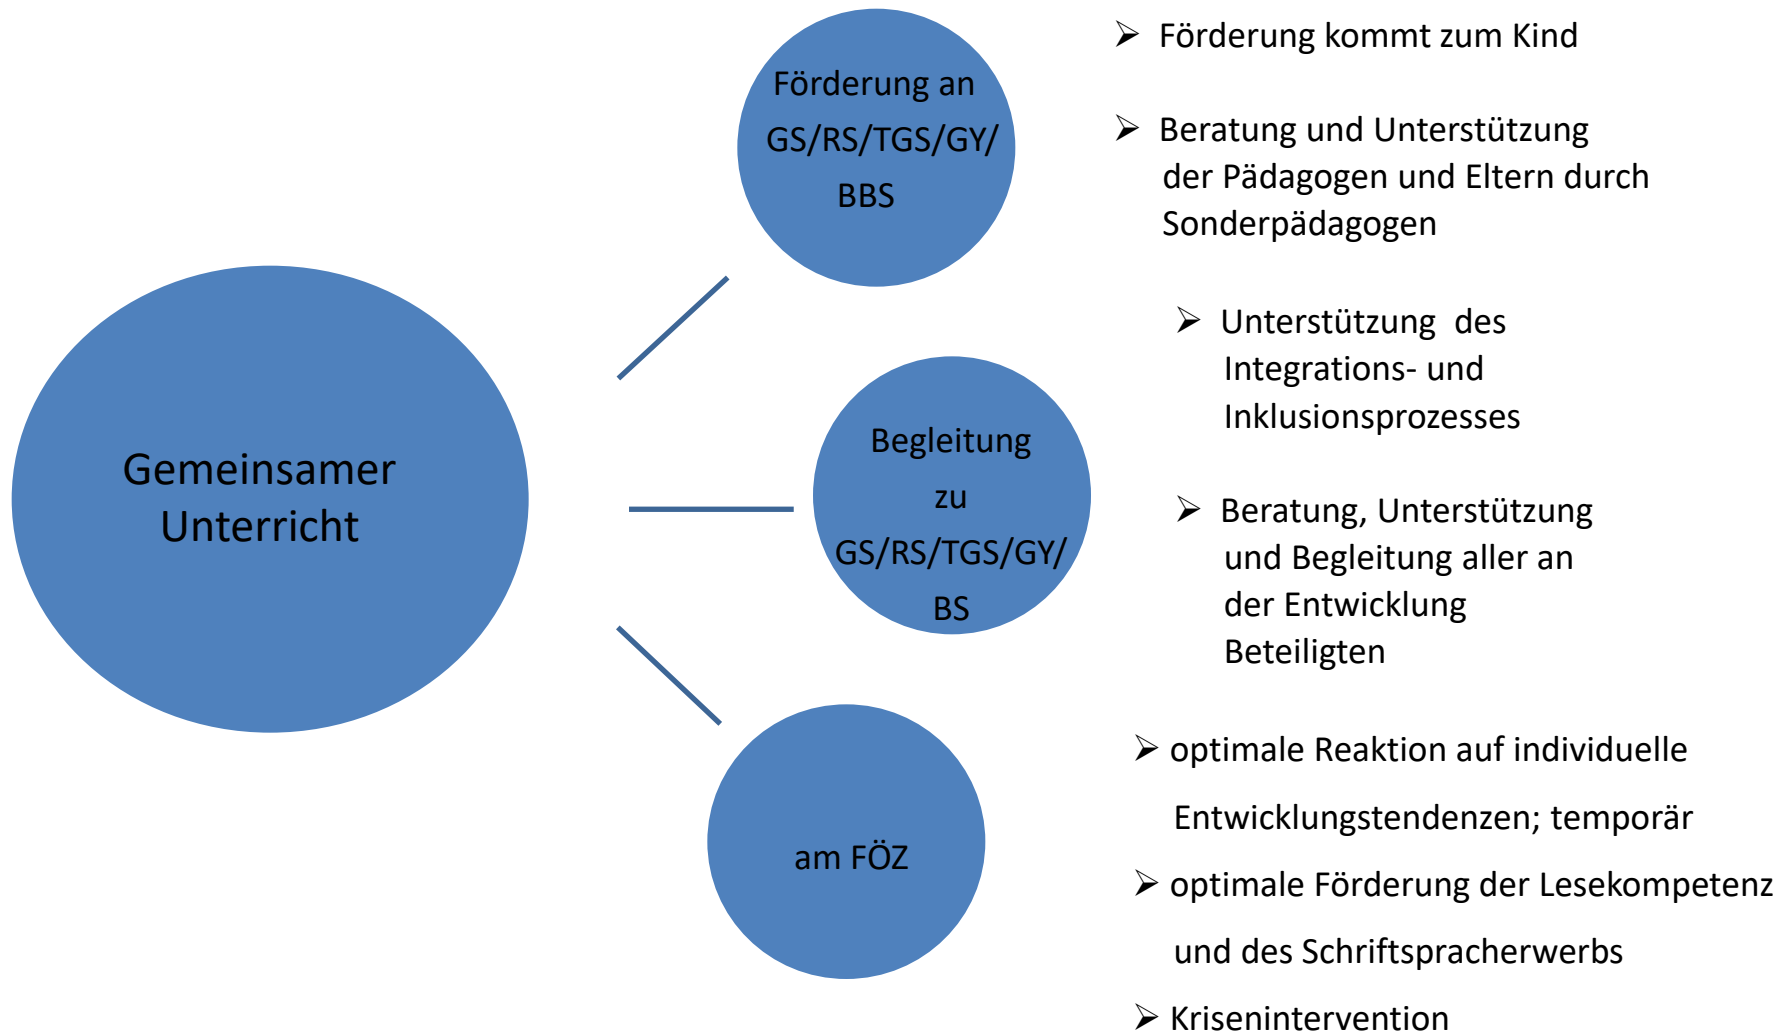 Gemeinsamer
Unterricht
Förderung an
GS/RS/TGS/GY/
BBS
➢ Förderung kommt zum Kind
➢ Beratung und Unterstützung
der Pädagogen und Eltern durch
Sonderpädagogen
Begleitung
zu
GS/RS/TGS/GY/
BS
➢ Unterstützung des
Integrations- und
Inklusionsprozesses
➢ Beratung, Unterstützung
und Begleitung aller an
der Entwicklung
Beteiligten
am FÖZ
➢ optimale Reaktion auf individuelle
Entwicklungstendenzen; temporär
➢ optimale Förderung der Lesekompetenz
und des Schriftspracherwerbs
➢ Krisenintervention